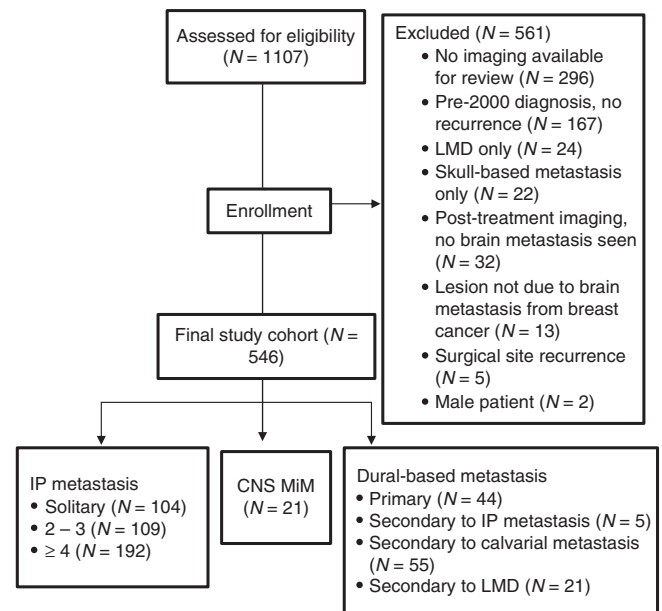 Assessed for eligibility
(N = 1107)
Excluded (N = 561)
• No imaging available
for review (N = 296)
• Pre-2000 diagnosis, no
recurrence (N = 167)
• LMD only (N = 24)
• Skull-based metastasis
only (N = 22)
• Post-treatment imaging,
no brain metastasis seen
(N = 32)
• Lesion not due to brain
metastasis from breast
cancer (N = 13)
• Surgical site recurrence
(N = 5)
• Male patient (N = 2)
Enrollment
Final study cohort (N =
546)
IP metastasis
• Solitary (N = 104)
• 2 – 3 (N = 109)
• ≥ 4 (N = 192)
CNS MiM
(N = 21)
Dural-based metastasis
• Primary (N = 44)
• Secondary to IP metastasis (N = 5)
• Secondary to calvarial metastasis
(N = 55)
• Secondary to LMD (N = 21)